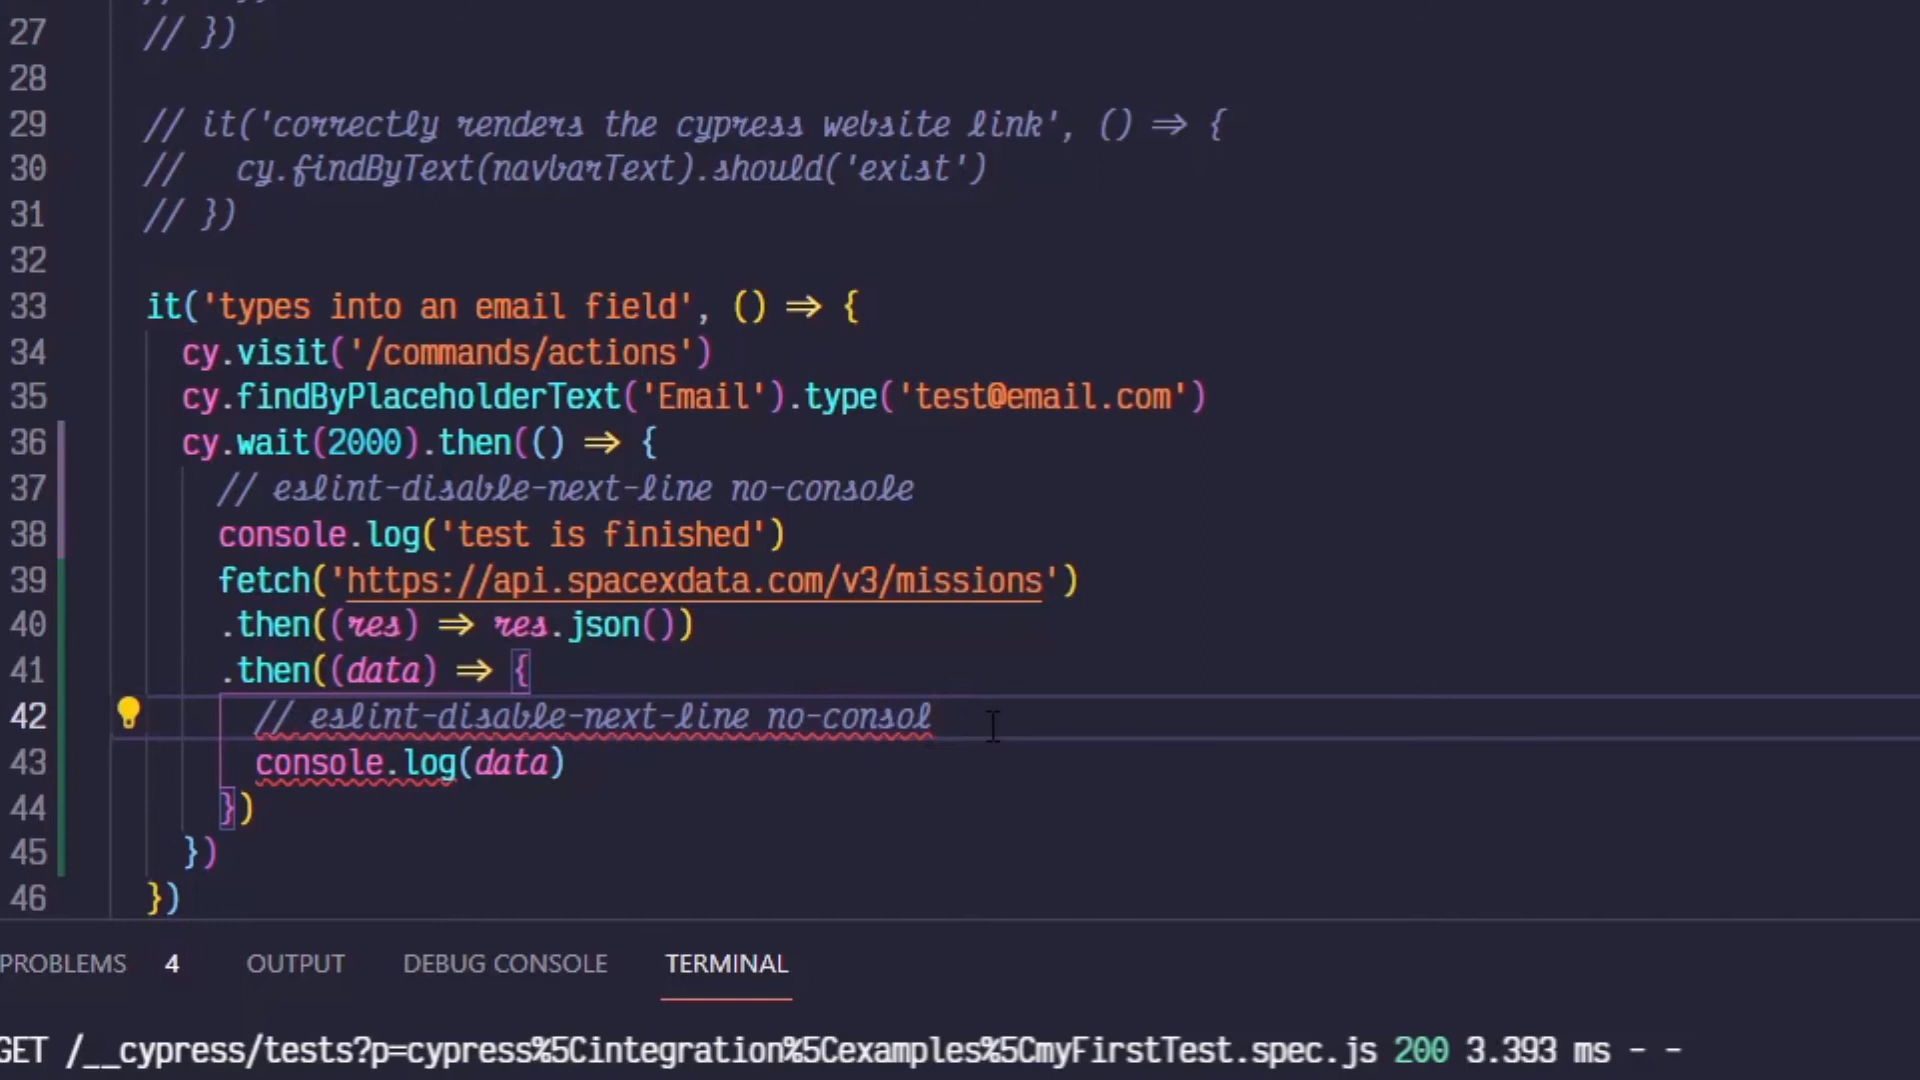 27 // })
28
29 // it('correctly renders the cypress website link', () => {
30 //   cy.findByText(navbarText).should('exist')
31 // })
32
33 it('types into an email field', () => {
34   cy.visit('/commands/actions')
35   cy.findByPlaceholderText('Email').type('test@email.com')
36   cy.wait(2000).then(() => {
37     // eslint-disable-next-line no-console
38     console.log('test is finished')
39     fetch('https://api.spacexdata.com/v3/missions')
40     .then((res) => res.json())
41     .then((data) => {
42       // eslint-disable-next-line no-consol
43       console.log(data)
44     })
45   })
46 })
PROBLEMS 4 OUTPUT DEBUG CONSOLE TERMINAL
GET /__cypress/tests?p=cypress%5Cintegration%5Cexamples%5CmyFirstTest.spec.js 200 3.393 ms - -